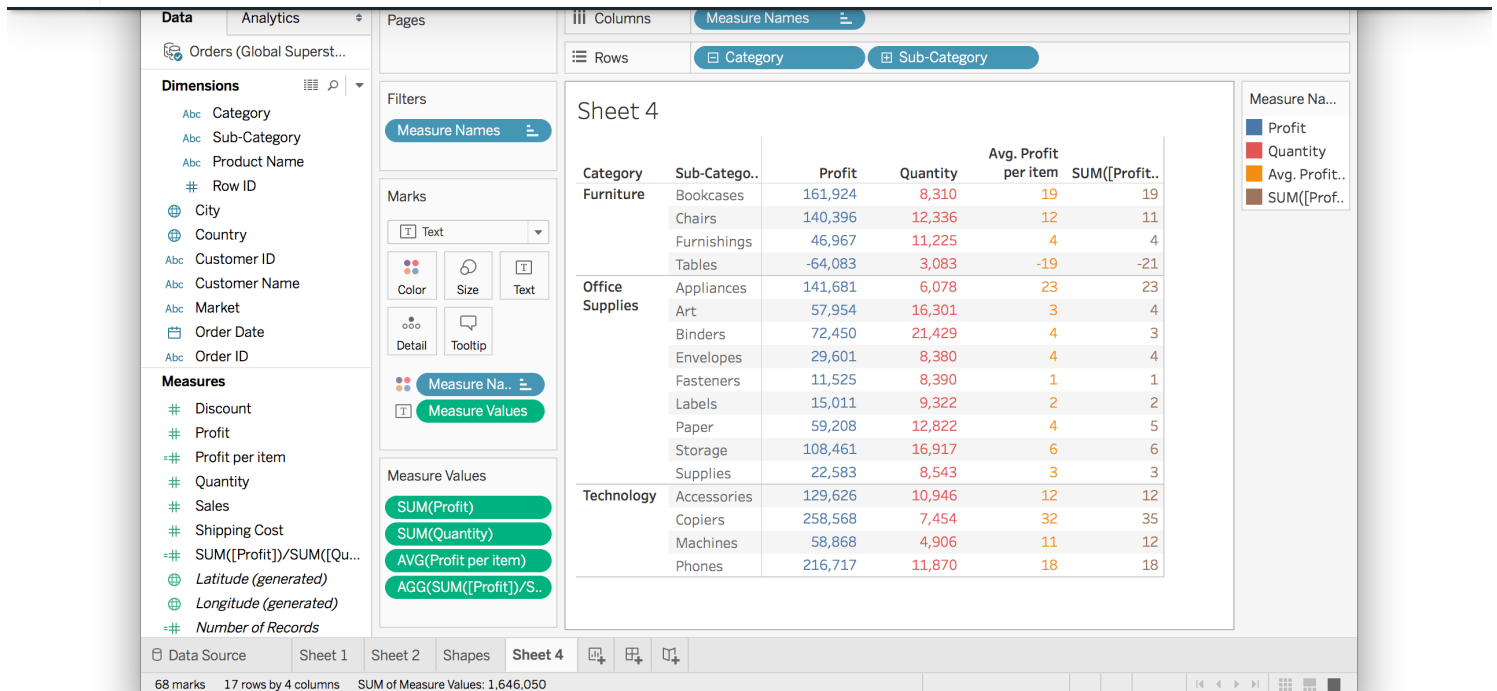 Data Analytics
Orders (Global Superst...
Dimensions
Abc Category
Abc Sub-Category
Abc Product Name
Row ID
City
Country
Abc Customer ID
Abc Customer Name
Abc Market
Order Date
Abc Order ID
Measures
Discount
Profit
Profit per item
Quantity
Sales
Shipping Cost
SUM([Profit])/SUM([Qu...
Latitude (generated)
Longitude (generated)
Number of Records
Pages
Filters
Measure Names
Marks
T Text
Color Size Text
Detail Tooltip
Measure Na..
T Measure Values
Measure Values
SUM(Profit)
SUM(Quantity)
AVG(Profit per item)
AGG(SUM([Profit])/S..
Columns Measure Names
Rows Category Sub-Category
Sheet 4
Avg. Profit
Category Sub-Catego.. Profit Quantity per item SUM([Profit..
Furniture Bookcases 161,924 8,310 19 19
Chairs 140,396 12,336 12 11
Furnishings 46,967 11,225 4 4
Tables -64,083 3,083 -19 -21
Office Appliances 141,681 6,078 23 23
Supplies Art 57,954 16,301 3 4
Binders 72,450 21,429 4 3
Envelopes 29,601 8,380 4 4
Fasteners 11,525 8,390 1 1
Labels 15,011 9,322 2 2
Paper 59,208 12,822 4 5
Storage 108,461 16,917 6 6
Supplies 22,583 8,543 3 3
Technology Accessories 129,626 10,946 12 12
Copiers 258,568 7,454 32 35
Machines 58,868 4,906 11 12
Phones 216,717 11,870 18 18
Measure Na...
Profit
Quantity
Avg. Profit..
SUM([Prof..
Data Source Sheet 1 Sheet 2 Shapes Sheet 4
68 marks 17 rows by 4 columns SUM of Measure Values: 1,646,050